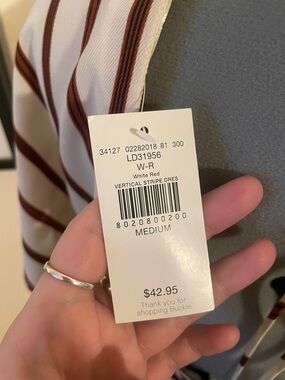 34127 02282018 81 300
LD31956
W-R
White Red
VERTICAL STRIPE DRES
8020800200
MEDIUM
$42.95
Thank you for
shopping Buckle